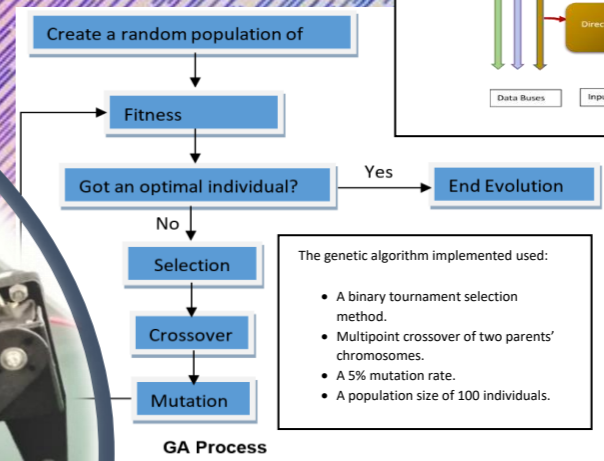 Create a random population of
Fitness
Got an optimal individual?
Yes
End Evolution
No
Selection
Crossover
Mutation
GA Process
The genetic algorithm implemented used:
• A binary tournament selection
method.
• Multipoint crossover of two parents’
chromosomes.
• A 5% mutation rate.
• A population size of 100 individuals.
Data Buses